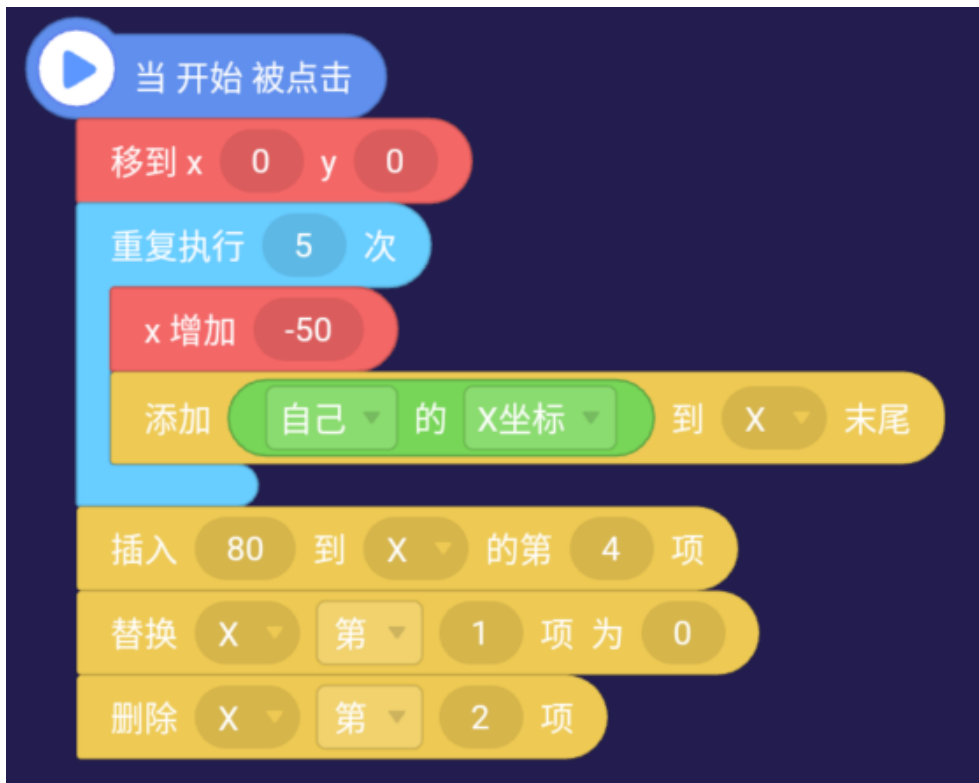 当 开始 被点击
移到 x 0 y 0
重复执行 5 次
x 增加 -50
添加 自己 的 X坐标 到 X 末尾
插入 80 到 X 的第 4 项
替换 X 第 1 项 为 0
删除 X 第 2 项